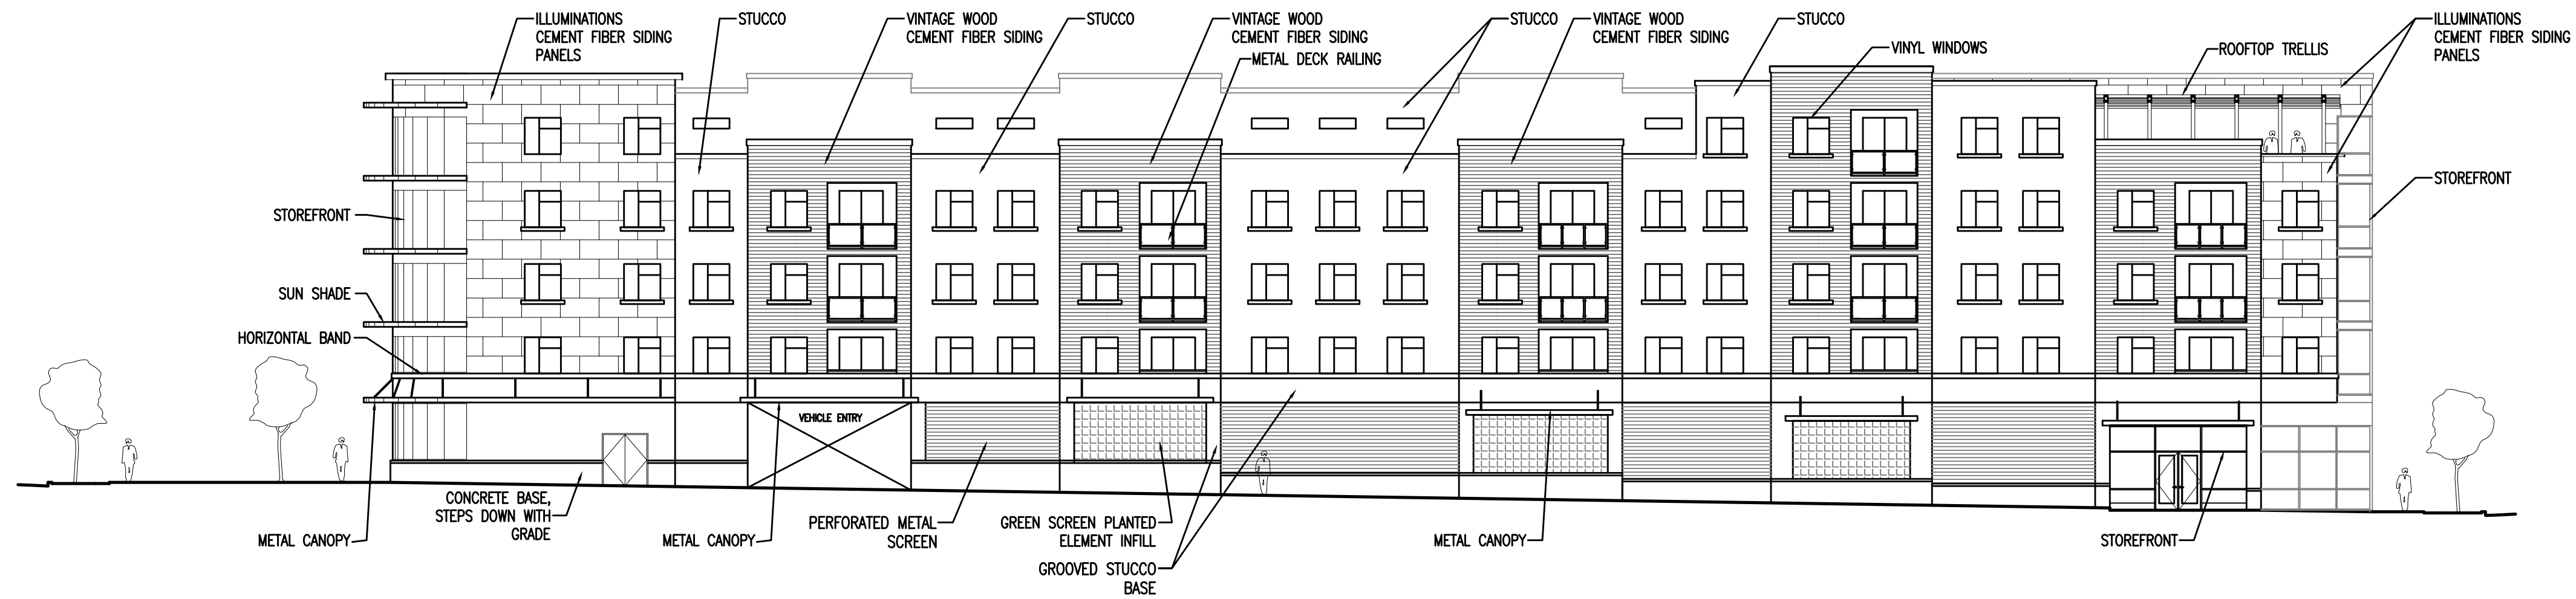 ILLUMINATIONS
CEMENT FIBER SIDING
PANELS
STUCCO
VINTAGE WOOD
CEMENT FIBER SIDING
STUCCO
VINTAGE WOOD
CEMENT FIBER SIDING
METAL DECK RAILING
STUCCO
VINTAGE WOOD
CEMENT FIBER SIDING
STUCCO
VINYL WINDOWS
ROOFTOP TRELLIS
ILLUMINATIONS
CEMENT FIBER SIDING
PANELS
STOREFRONT
STOREFRONT
SUN SHADE
HORIZONTAL BAND
VEHICLE ENTRY
METAL CANOPY
CONCRETE BASE,
STEPS DOWN WITH
GRADE
METAL CANOPY
PERFORATED METAL
SCREEN
GREEN SCREEN PLANTED
ELEMENT INFILL
GROOVED STUCCO
BASE
METAL CANOPY
STOREFRONT